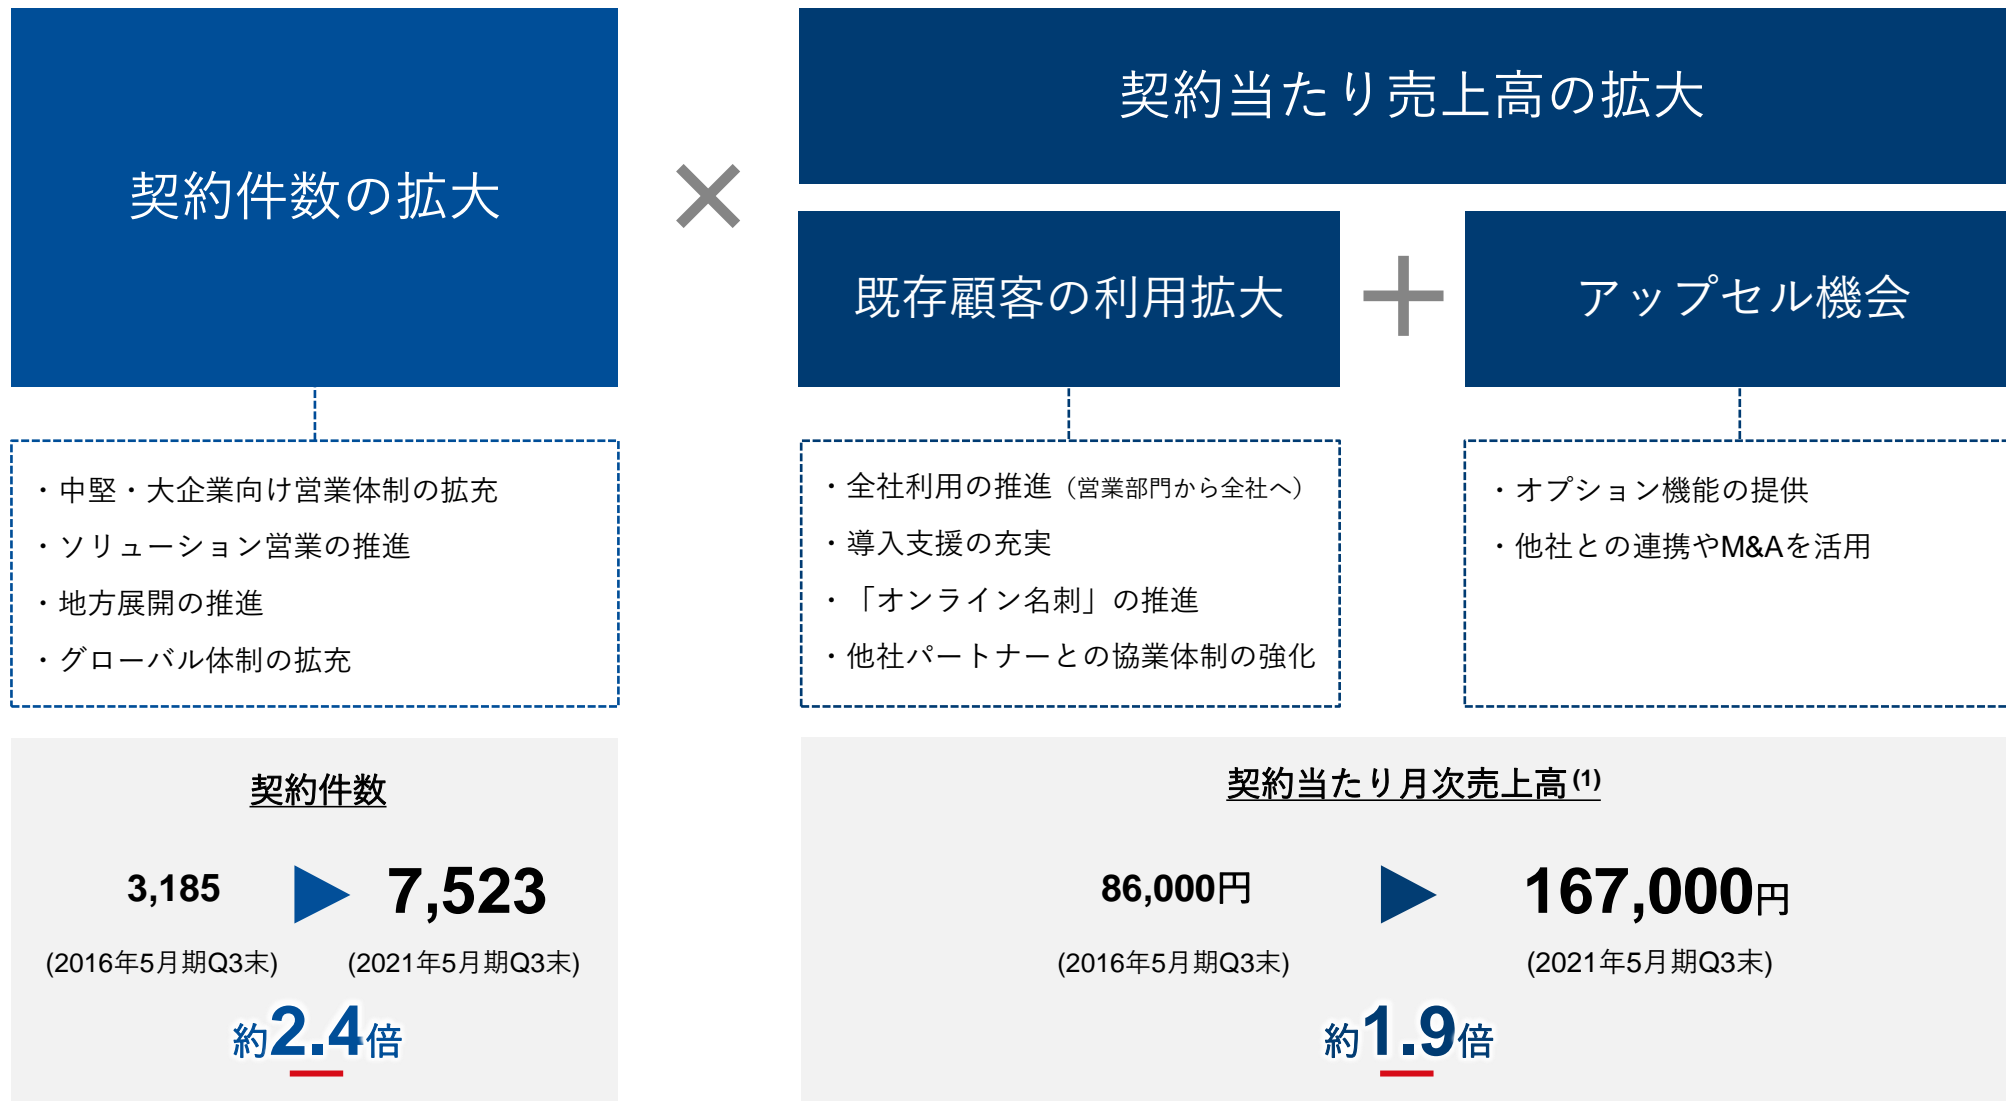 契約件数の拡大
×
契約当たり売上高の拡大
既存顧客の利用拡大
＋
アップセル機会
・中堅・大企業向け営業体制の拡充
・ソリューション営業の推進
・地方展開の推進
・グローバル体制の拡充
・全社利用の推進（営業部門から全社へ）
・導入支援の充実
・「オンライン名刺」の推進
・他社パートナーとの協業体制の強化
・オプション機能の提供
・他社との連携やM&Aを活用
契約件数
3,185 7,523
(2016年5月期Q3末) (2021年5月期Q3末)
約2.4倍
契約当たり月次売上高(1)
86,000円 167,000円
(2016年5月期Q3末) (2021年5月期Q3末)
約1.9倍